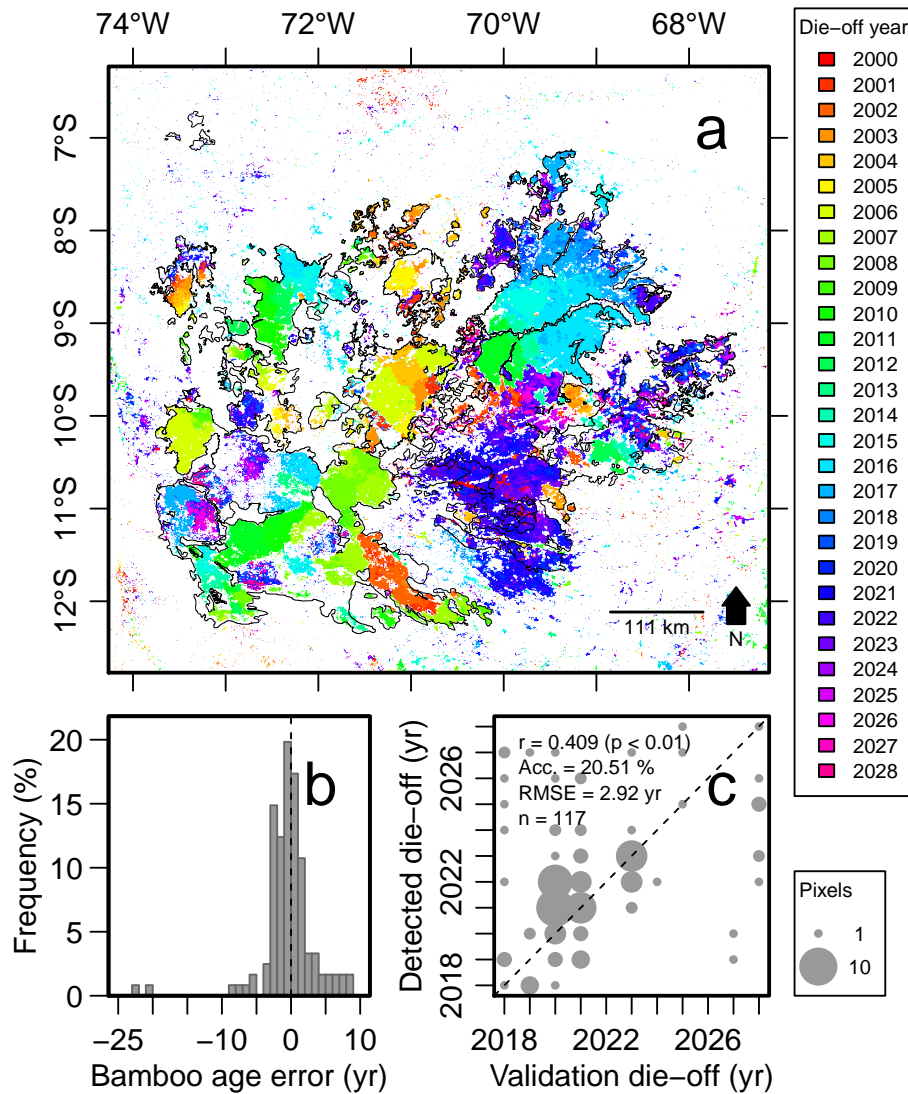 74°W 72°W 70°W 68°W
7°S
8°S
9°S
10°S
11°S
12°S
a
111 km
N
Die−off year
2000
2001
2002
2003
2004
2005
2006
2007
2008
2009
2010
2011
2012
2013
2014
2015
2016
2017
2018
2019
2020
2021
2022
2023
2024
2025
2026
2027
2028
b
Frequency (%)
20
15
10
5
0
−25 −10 0 10
Bamboo age error (yr)
c
r = 0.409 (p < 0.01)
Acc. = 20.51 %
RMSE = 2.92 yr
n = 117
Detected die−off (yr)
2026
2022
2018
2018 2022 2026
Validation die−off (yr)
Pixels
1
10